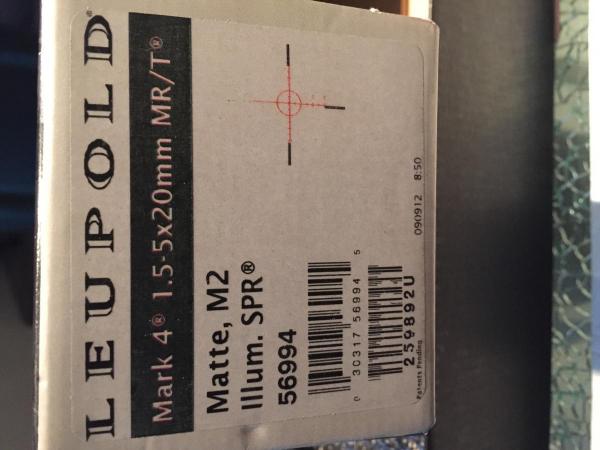 LEUPOLD®
Mark 4® 1.5-5x20mm MR/T®
Matte, M2
Illum. SPR®
56994
0 30317 56994 5
259892U
Patents Pending
090912 8:50